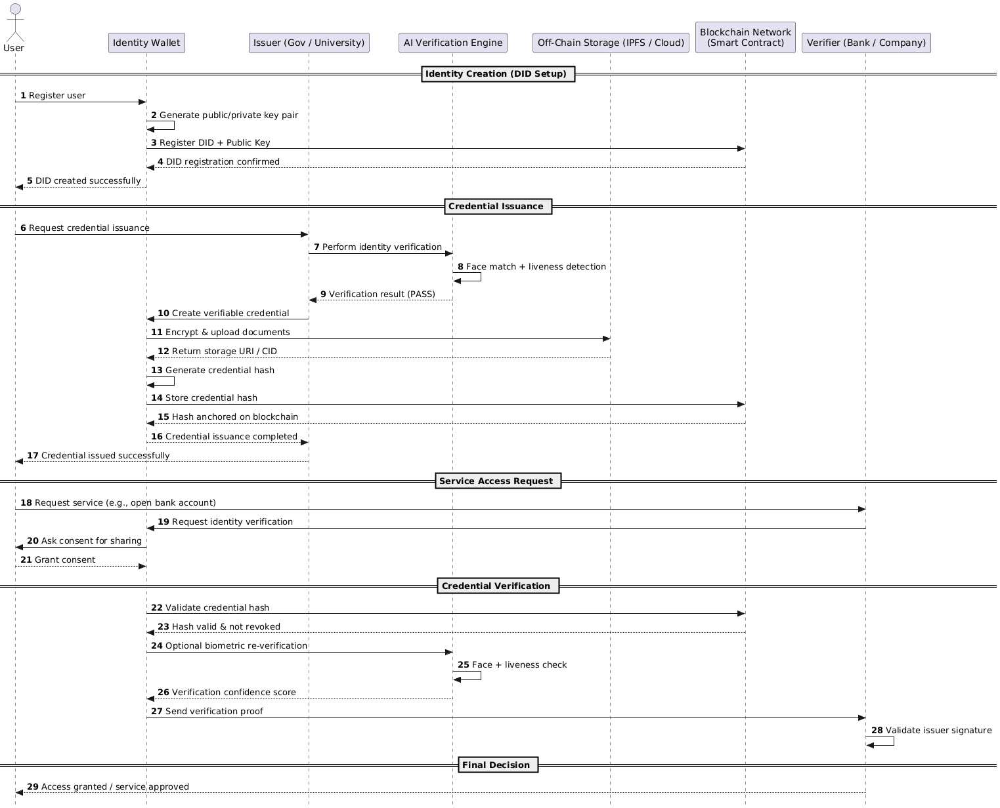 User
Identity Wallet
Issuer (Gov / University)
AI Verification Engine
Off-Chain Storage (IPFS / Cloud)
Blockchain Network
(Smart Contract)
Verifier (Bank / Company)
Identity Creation (DID Setup)
1 Register user
2 Generate public/private key pair
3 Register DID + Public Key
4 DID registration confirmed
5 DID created successfully
Credential Issuance
6 Request credential issuance
7 Perform identity verification
8 Face match + liveness detection
9 Verification result (PASS)
10 Create verifiable credential
11 Encrypt & upload documents
12 Return storage URI / CID
13 Generate credential hash
14 Store credential hash
15 Hash anchored on blockchain
16 Credential issuance completed
17 Credential issued successfully
Service Access Request
18 Request service (e.g., open bank account)
19 Request identity verification
20 Ask consent for sharing
21 Grant consent
Credential Verification
22 Validate credential hash
23 Hash valid & not revoked
24 Optional biometric re-verification
25 Face + liveness check
26 Verification confidence score
27 Send verification proof
28 Validate issuer signature
Final Decision
29 Access granted / service approved